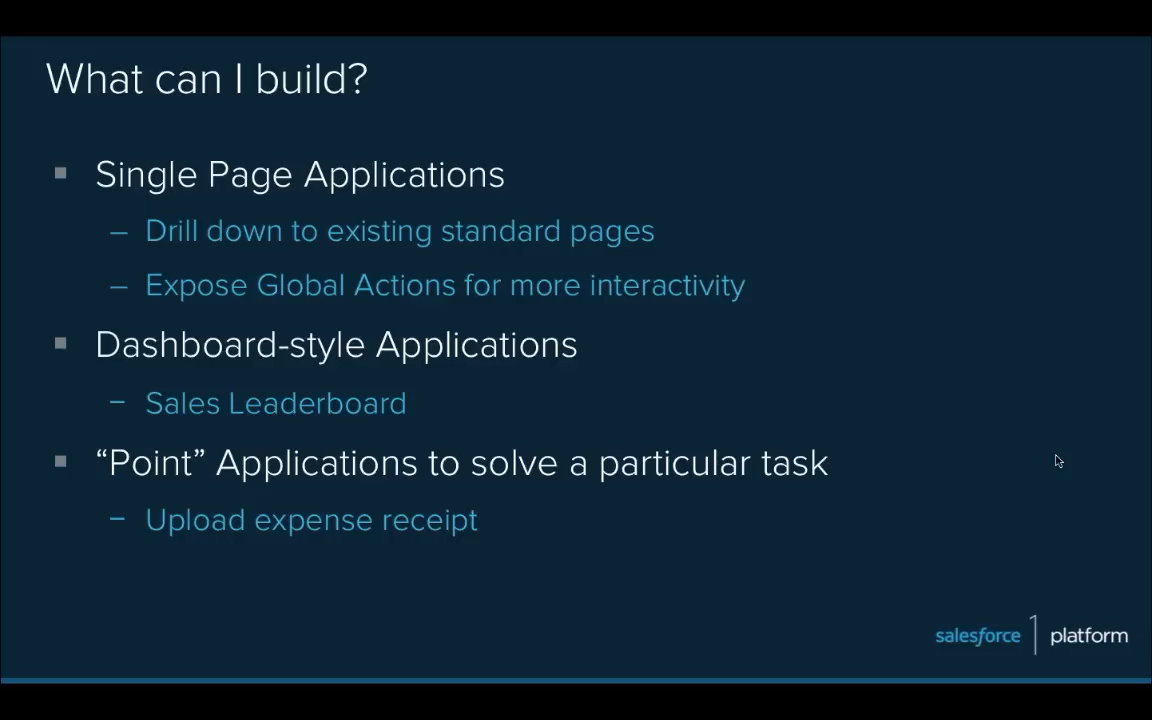 What can I build?
▪ Single Page Applications
– Drill down to existing standard pages
– Expose Global Actions for more interactivity
▪ Dashboard-style Applications
– Sales Leaderboard
▪ “Point” Applications to solve a particular task
– Upload expense receipt
salesforce1 platform